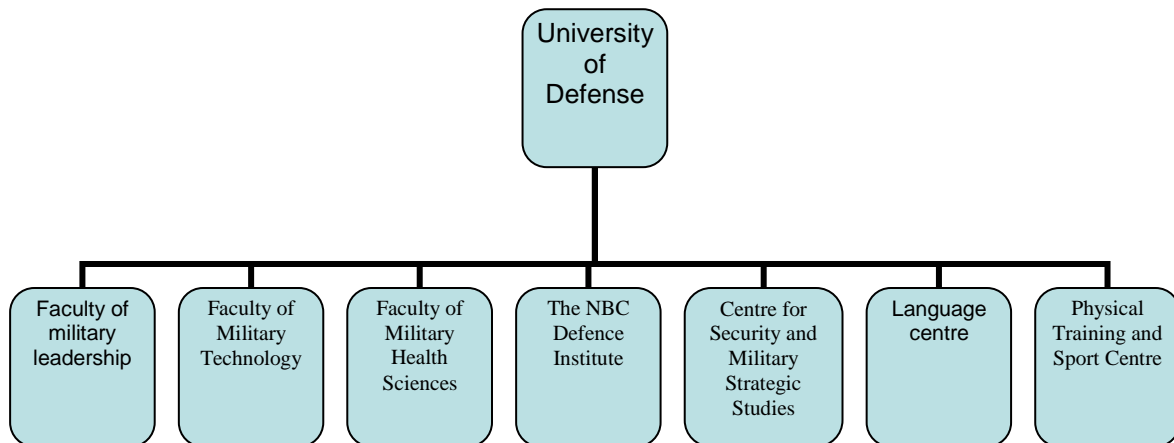 University
of
Defense
Faculty of
military
leadership
Faculty of
Military
Technology
Faculty of
Military
Health
Sciences
The NBC
Defence
Institute
Centre for
Security and
Military
Strategic
Studies
Language
centre
Physical
Training and
Sport Centre